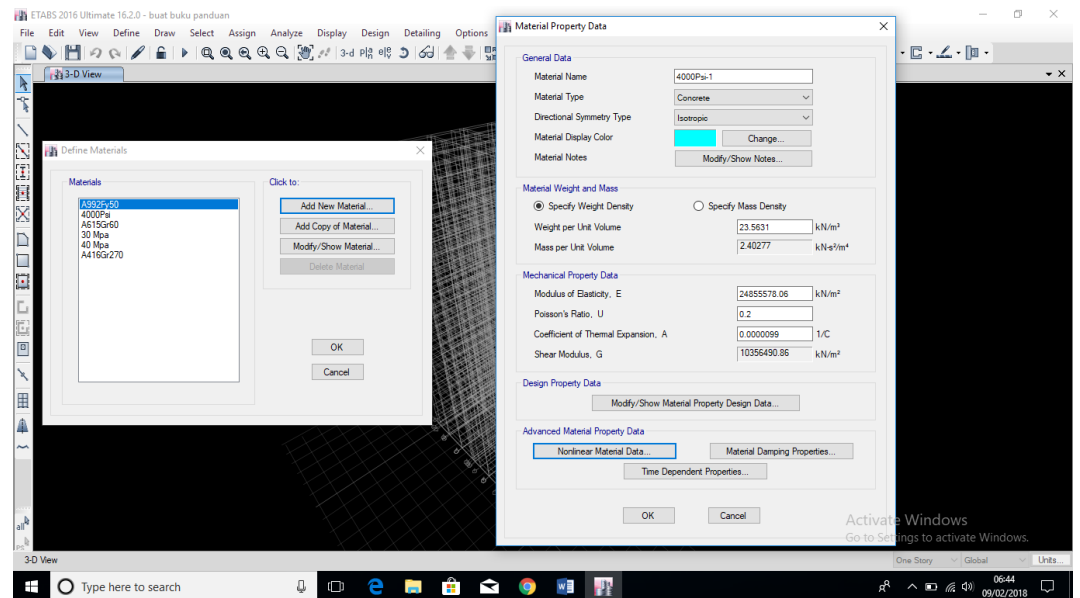 ETABS 2016 Ultimate 16.2.0 - buat buku panduan
File Edit View Define Draw Select Assign Analyze Display Design Detailing Options
3-d
3-D View
Define Materials
Materials
A992Fy50
4000Psi
A615Gr60
30 Mpa
40 Mpa
A416Gr270
Click to:
Add New Material...
Add Copy of Material...
Modify/Show Material...
Delete Material
OK
Cancel
Material Property Data
General Data
Material Name 4000Psi-1
Material Type Concrete
Directional Symmetry Type Isotropic
Material Display Color Change...
Material Notes Modify/Show Notes...
Material Weight and Mass
Specify Weight Density Specify Mass Density
Weight per Unit Volume 23.5631 kN/m³
Mass per Unit Volume 2.40277 kN-s²/m⁴
Mechanical Property Data
Modulus of Elasticity, E 24855578.06 kN/m²
Poisson's Ratio, U 0.2
Coefficient of Thermal Expansion, A 0.0000099 1/C
Shear Modulus, G 10356490.86 kN/m²
Design Property Data
Modify/Show Material Property Design Data...
Advanced Material Property Data
Nonlinear Material Data... Material Damping Properties...
Time Dependent Properties...
OK Cancel
Activate Windows
Go to Settings to activate Windows.
all
ps
3-D View One Story Global Units...
Type here to search
06:44
09/02/2018